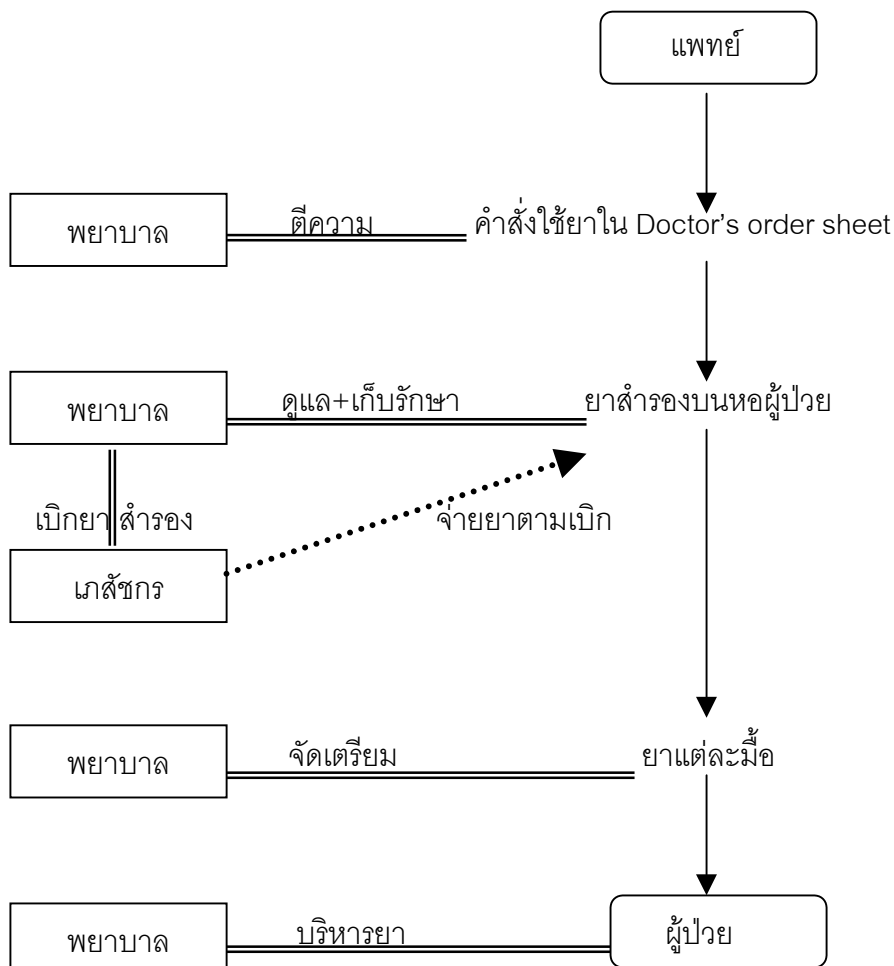 แพทย์
พยาบาล ตีความ คำสั่งใช้ยาใน Doctor's order sheet
พยาบาล ดูแล+เก็บรักษา ยาสำรองบนหอผู้ป่วย
เบิกยา สำรอง จ่ายยาตามเบิก
เภสัชกร
พยาบาล จัดเตรียม ยาแต่ละมื้อ
พยาบาล บริหารยา ผู้ป่วย